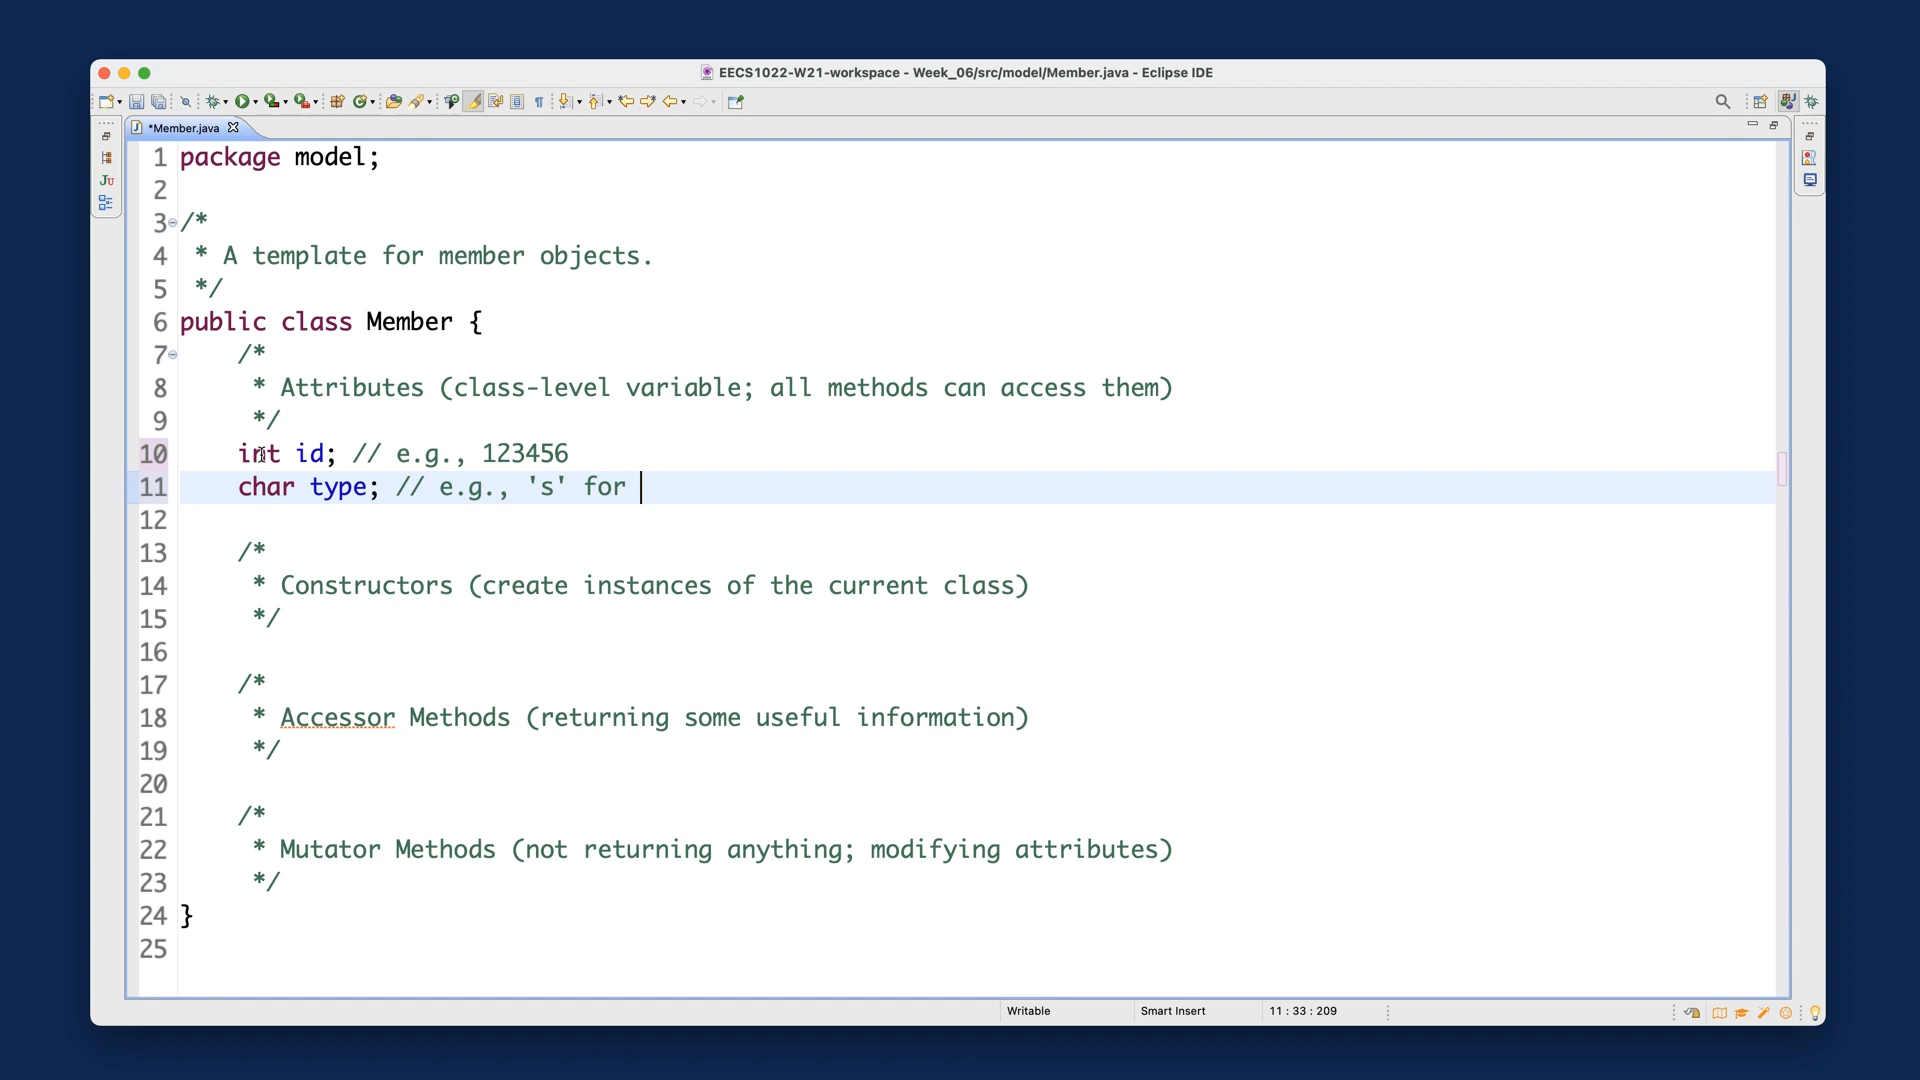 EECS1022-W21-workspace - Week_06/src/model/Member.java - Eclipse IDE
*Member.java
1 package model;
2
3 /*
4  * A template for member objects.
5  */
6 public class Member {
7     /*
8      * Attributes (class-level variable; all methods can access them)
9      */
10     int id; // e.g., 123456
11     char type; // e.g., 's' for
12
13     /*
14      * Constructors (create instances of the current class)
15      */
16
17     /*
18      * Accessor Methods (returning some useful information)
19      */
20
21     /*
22      * Mutator Methods (not returning anything; modifying attributes)
23      */
24 }
25
Writable Smart Insert 11 : 33 : 209